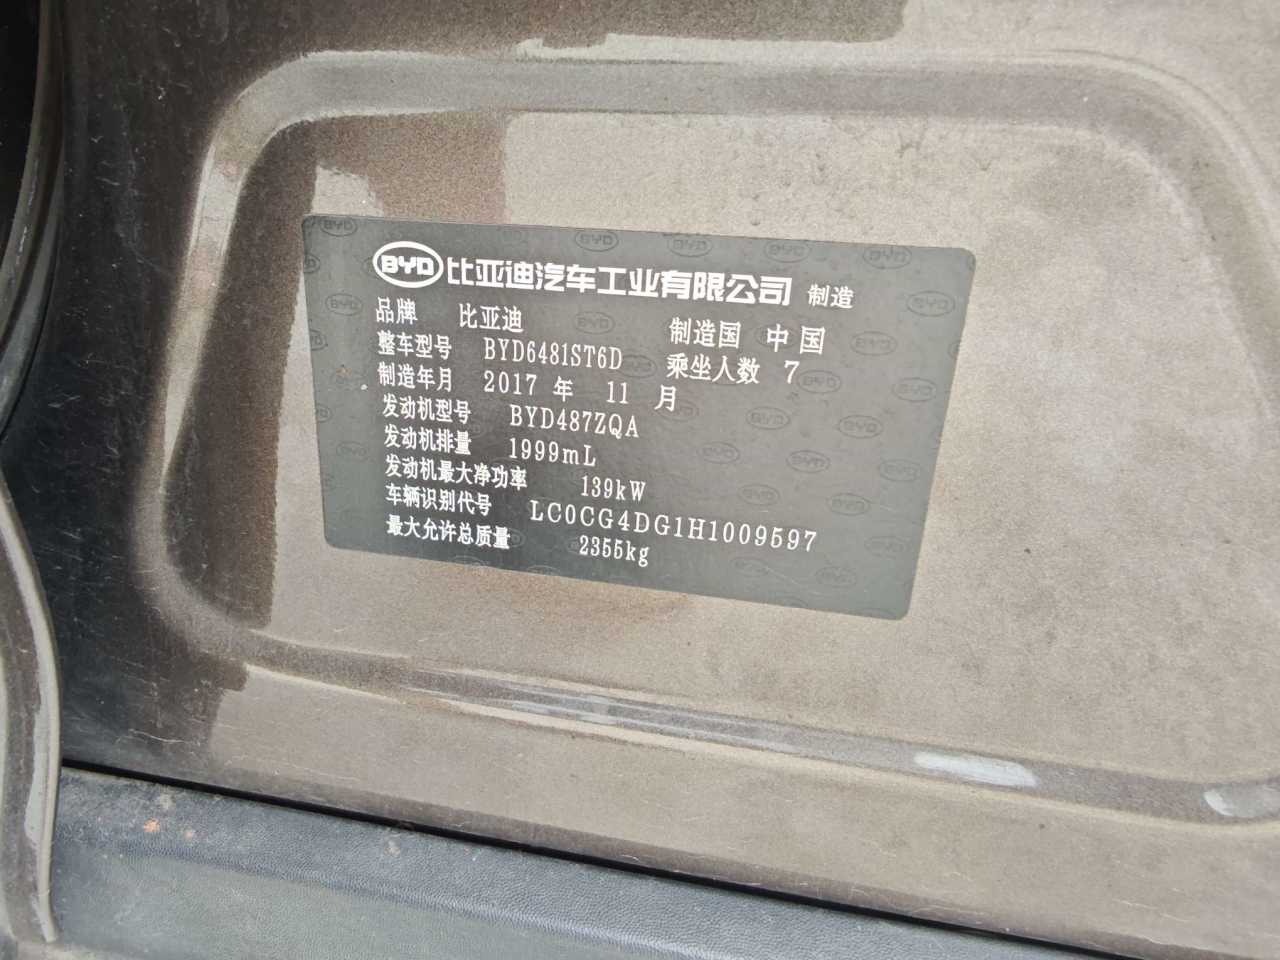 BYD 比亚迪汽车工业有限公司 制造
品牌 比亚迪 制造国 中国
整车型号 BYD6481ST6D 乘坐人数 7
制造年月 2017 年 11 月
发动机型号 BYD487ZQA
发动机排量 1999mL
发动机最大净功率 139kW
车辆识别代号 LC0CG4DG1H1009597
最大允许总质量 2355kg